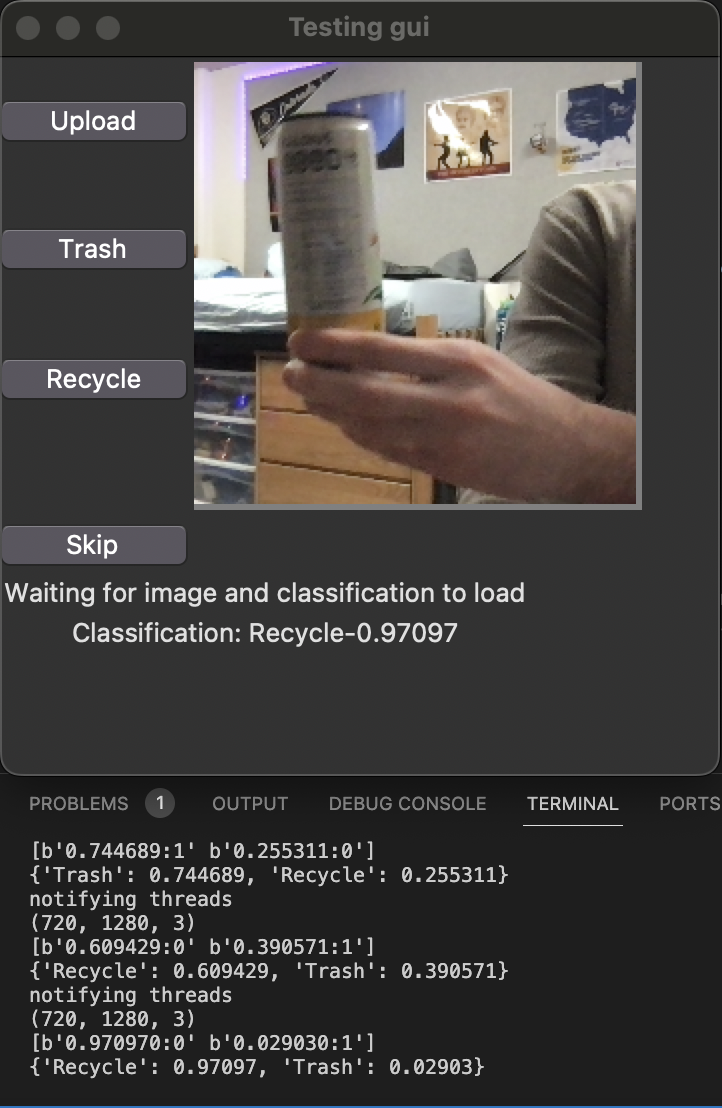 Testing gui
Upload
Trash
Recycle
Skip
Waiting for image and classification to load
Classification: Recycle-0.97097
PROBLEMS 1 OUTPUT DEBUG CONSOLE TERMINAL PORTS
[b'0.744689:1' b'0.255311:0']
{'Trash': 0.744689, 'Recycle': 0.255311}
notifying threads
(720, 1280, 3)
[b'0.609429:0' b'0.390571:1']
{'Recycle': 0.609429, 'Trash': 0.390571}
notifying threads
(720, 1280, 3)
[b'0.970970:0' b'0.029030:1']
{'Recycle': 0.97097, 'Trash': 0.02903}